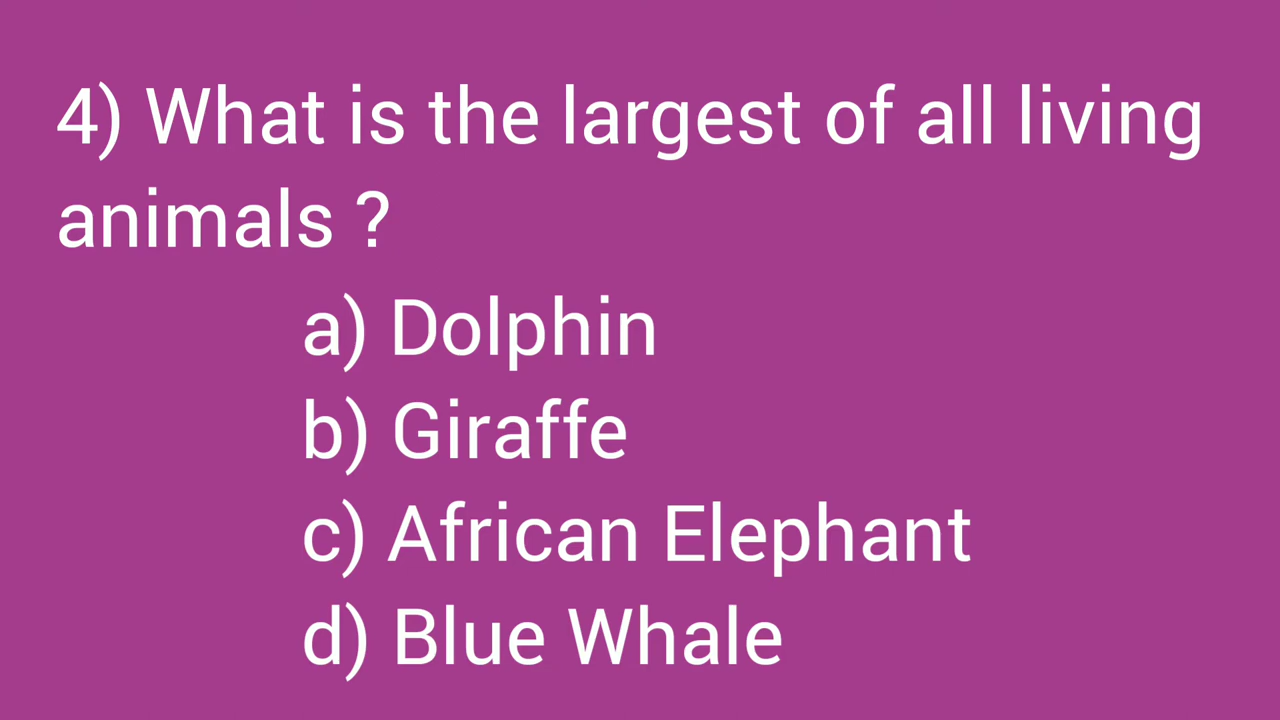 4) What is the largest of all living
animals ?
a) Dolphin
b) Giraffe
c) African Elephant
d) Blue Whale